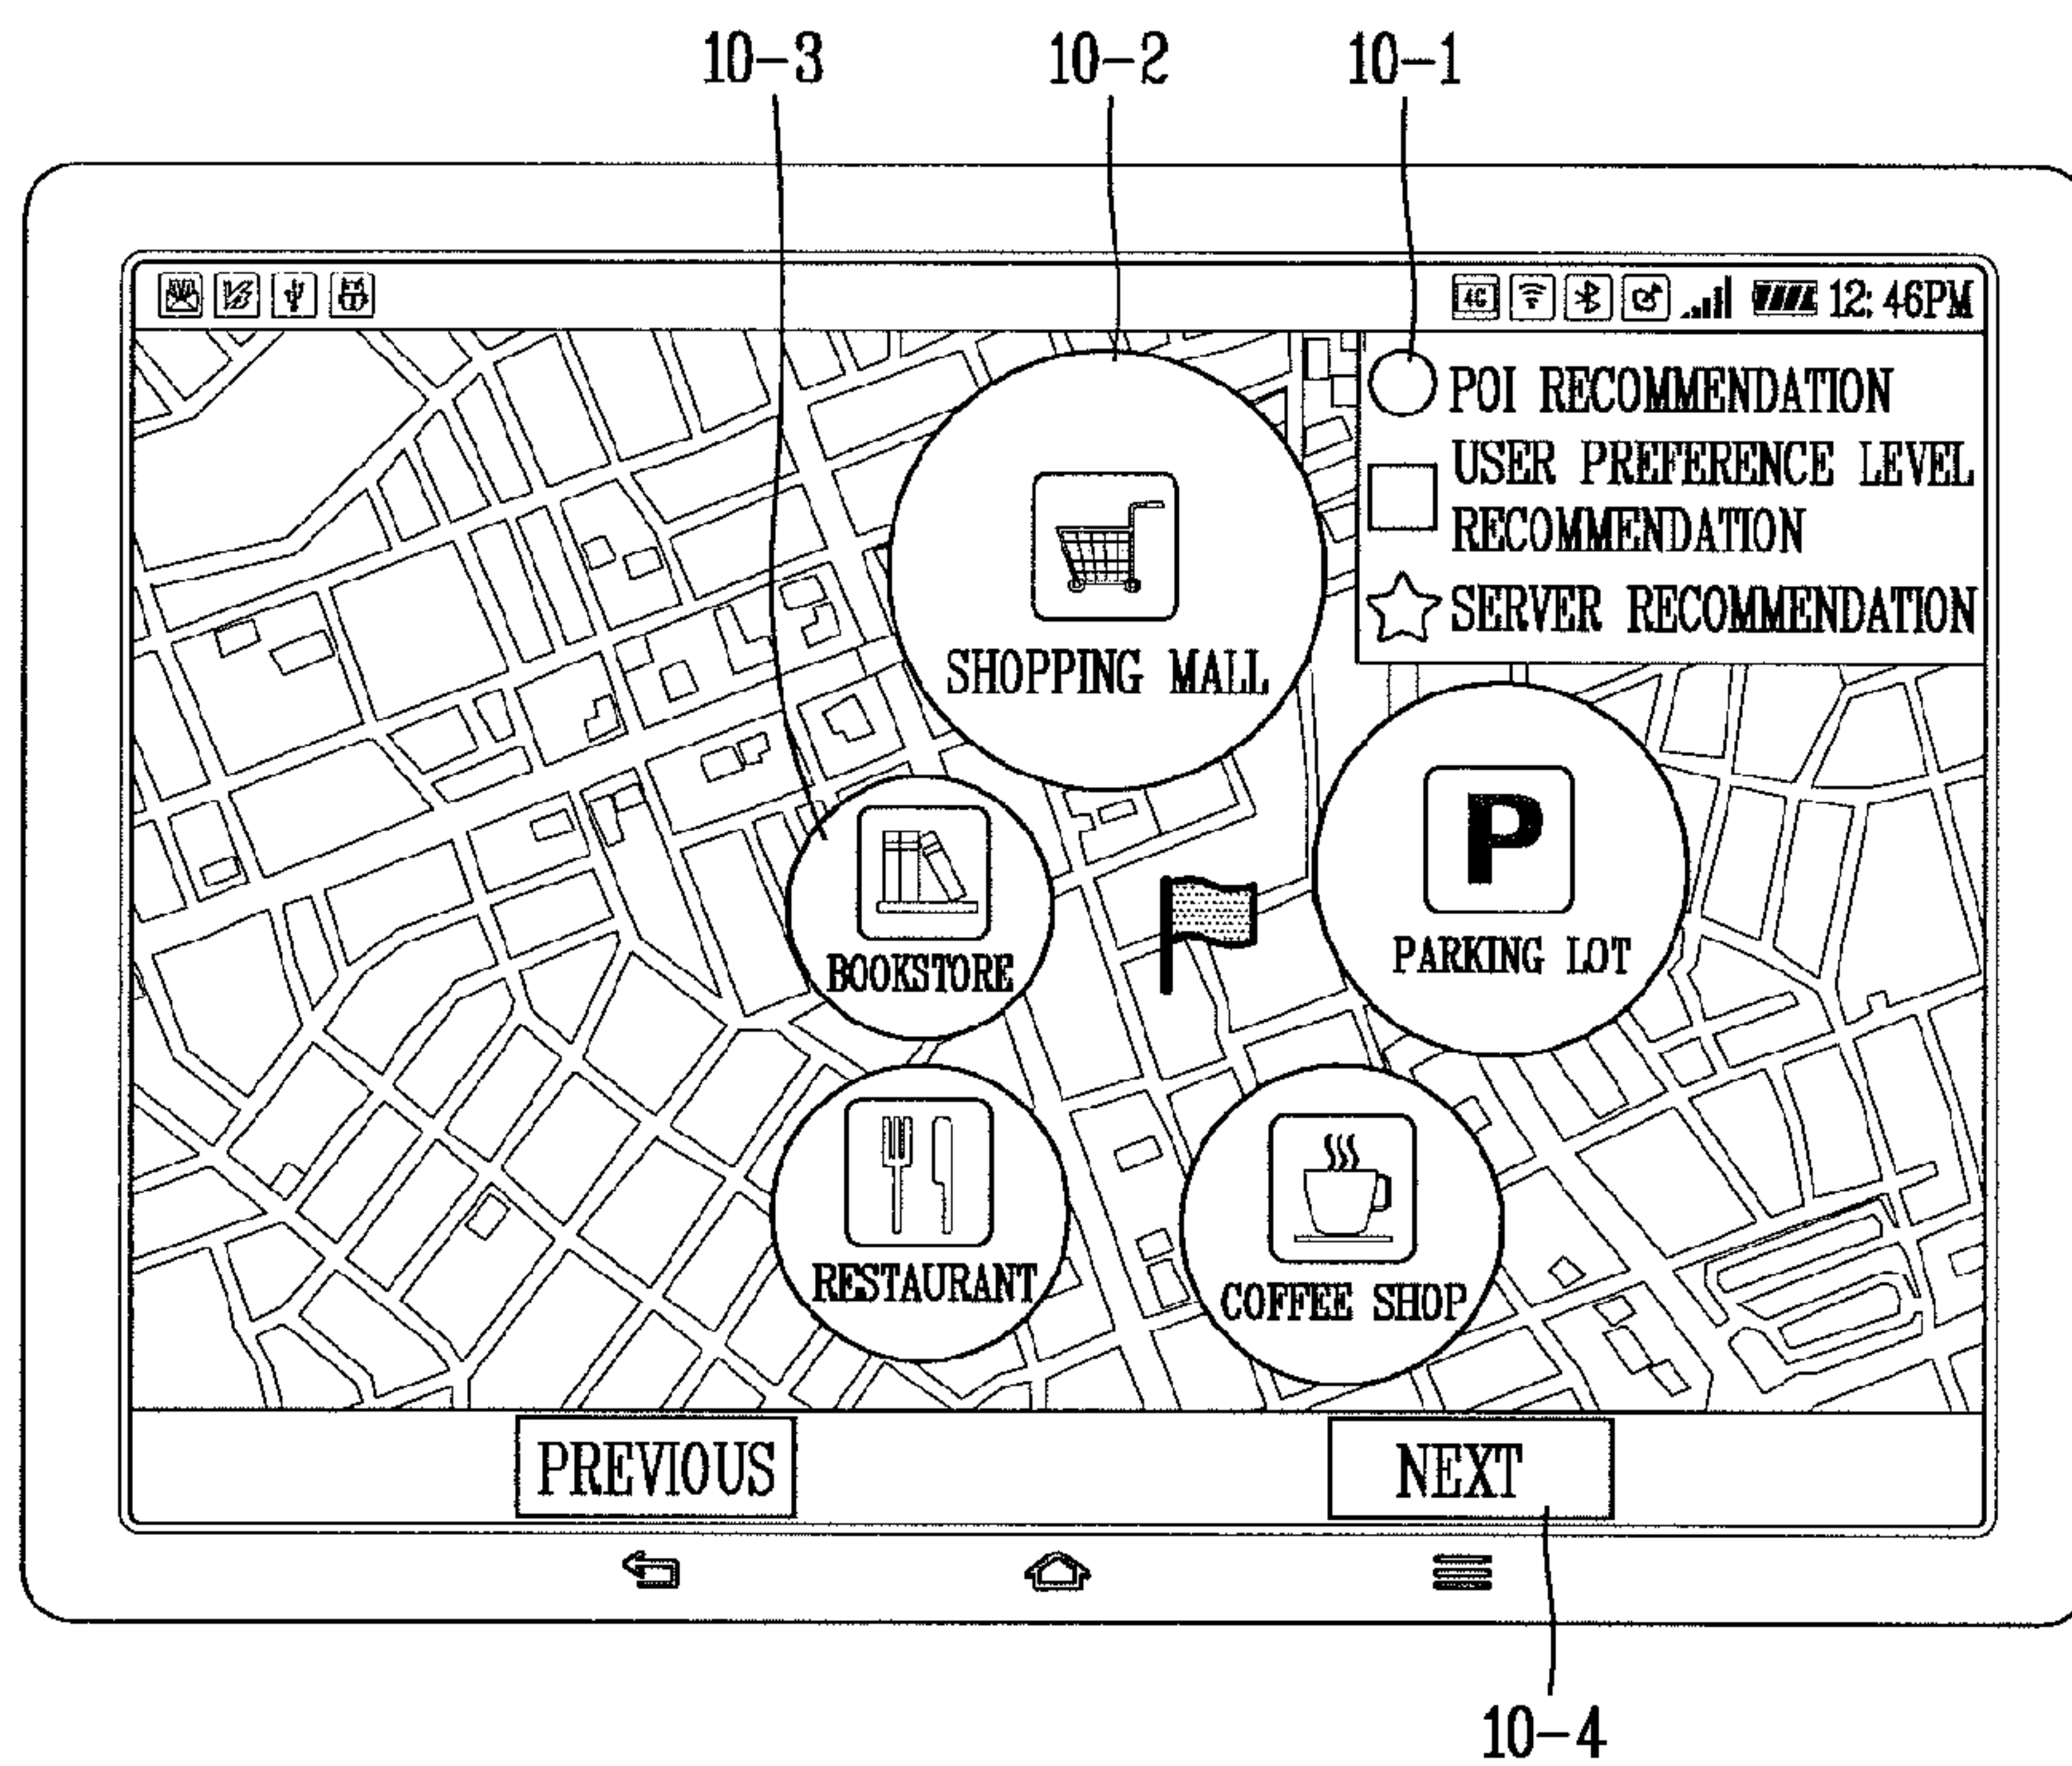 10-3 10-2 10-1
4G 12:46PM
POI RECOMMENDATION
USER PREFERENCE LEVEL
RECOMMENDATION
SERVER RECOMMENDATION
SHOPPING MALL
P
PARKING LOT
BOOKSTORE
RESTAURANT
COFFEE SHOP
PREVIOUS NEXT
10-4